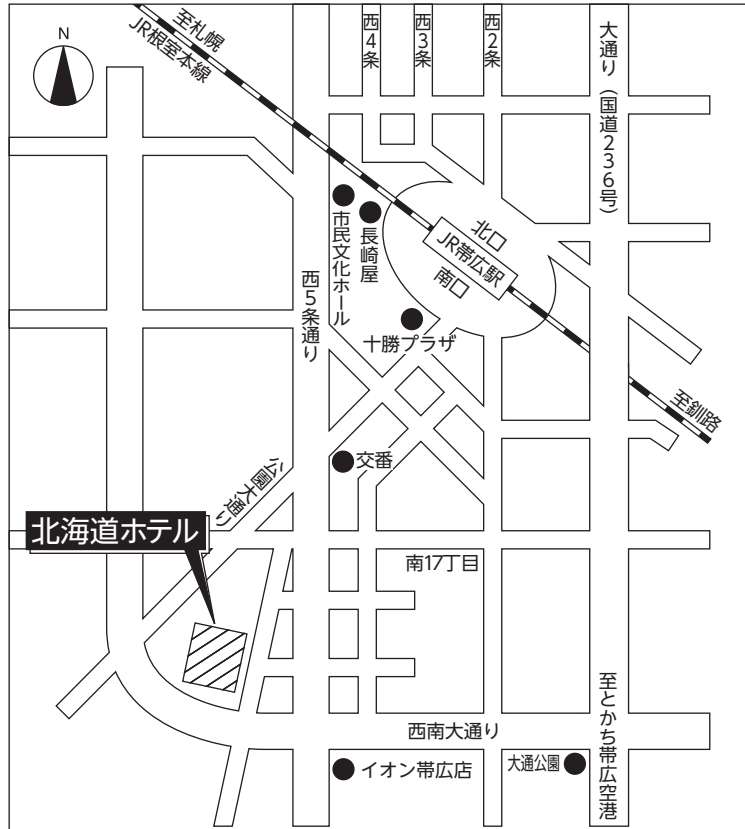 N
至札幌
JR根室本線
西4条
西3条
西2条
大通り（国道236号）
市民文化ホール
長崎屋
北口
JR帯広駅
南口
西5条通り
十勝プラザ
至釧路
交番
公園大通り
北海道ホテル
南17丁目
西南大通り
至とかち帯広空港
イオン帯広店
大通公園